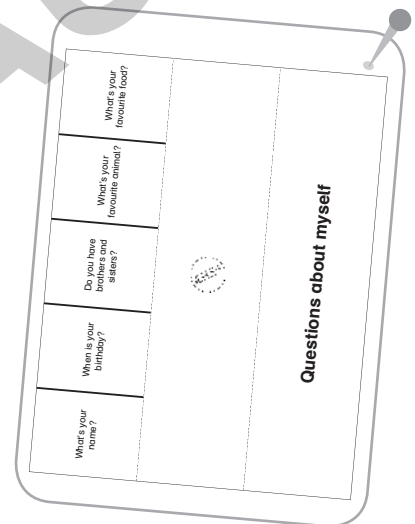 What's your
name?
When is your
birthday?
Do you have
brothers and
sisters?
What's your
favourite animal?
What's your
favourite food?
Questions about myself